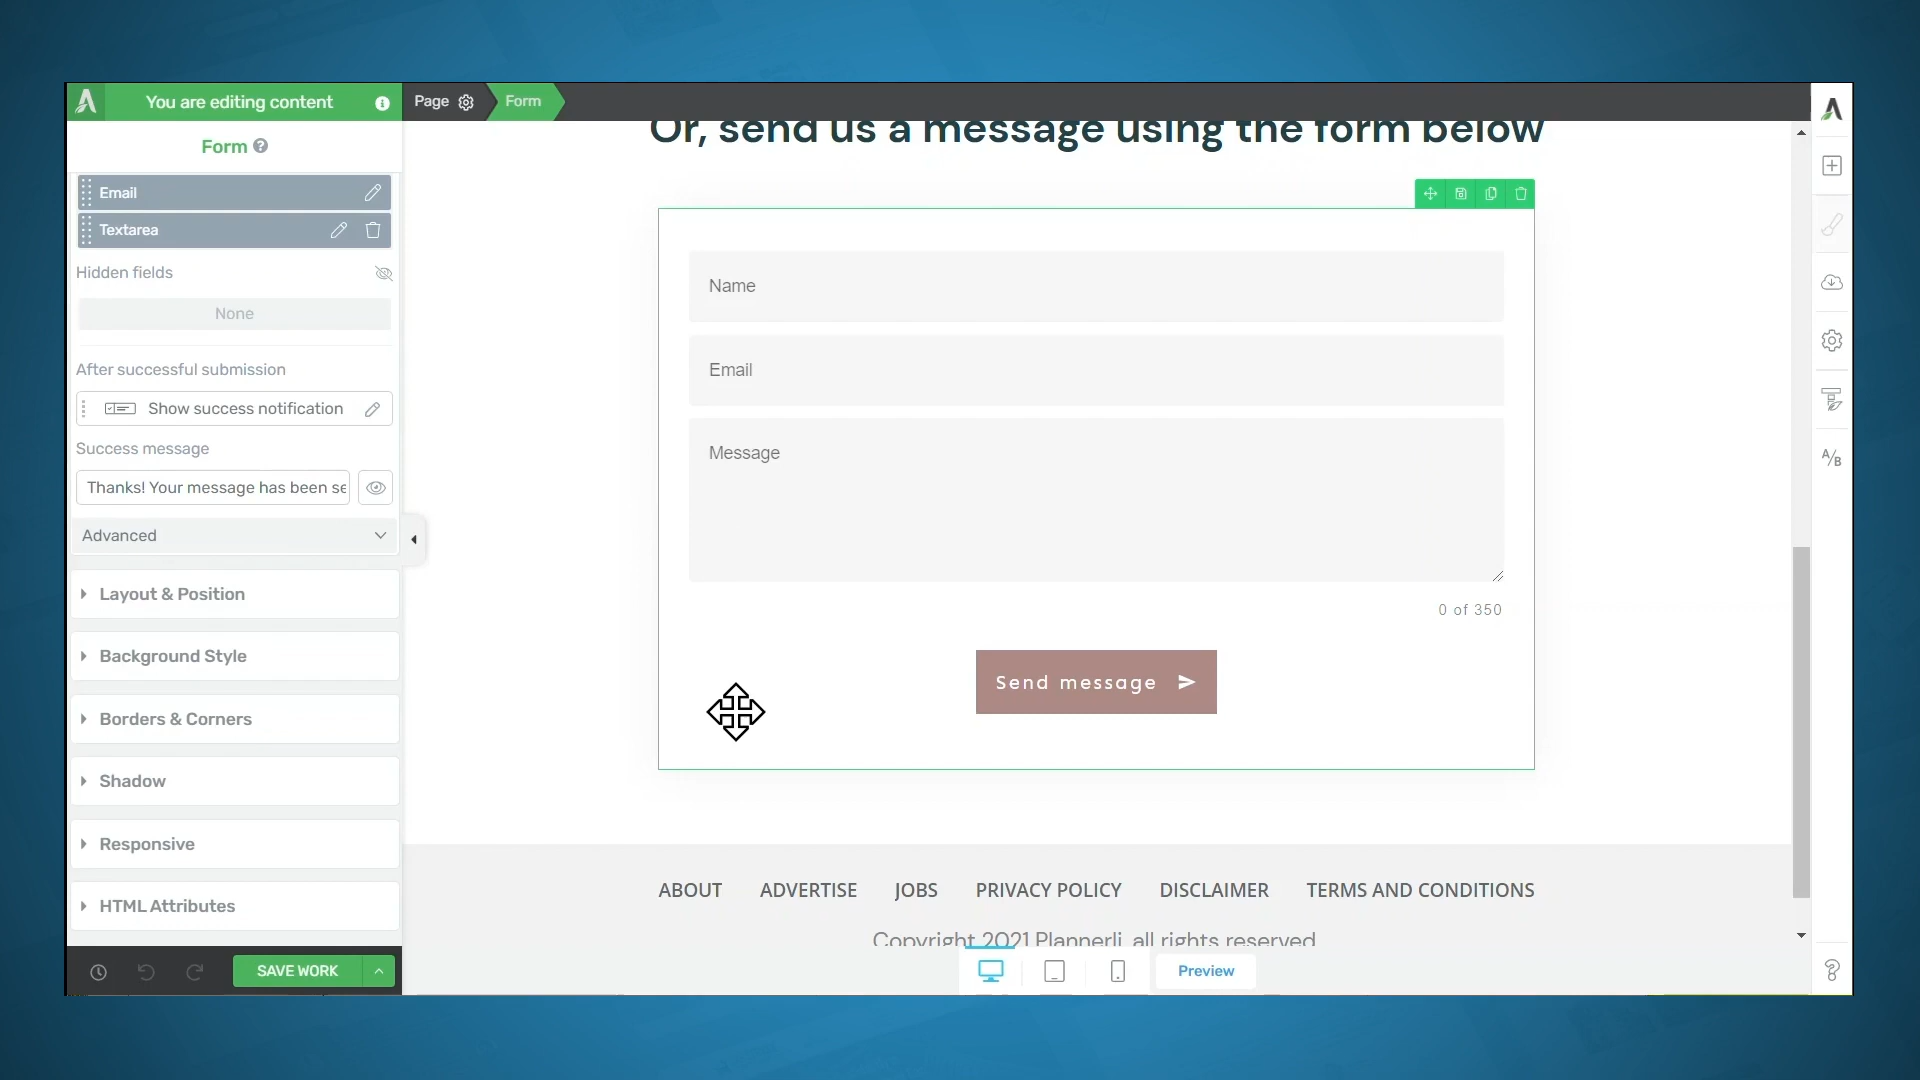 You are editing content
Page
Form
Form
Email
Textarea
Hidden fields
None
After successful submission
Show success notification
Success message
Thanks! Your message has been se
Advanced
Layout & Position
Background Style
Borders & Corners
Shadow
Responsive
HTML Attributes
SAVE WORK
Or, send us a message using the form below
Name
Email
Message
0 of 350
Send message
ABOUT ADVERTISE JOBS PRIVACY POLICY DISCLAIMER TERMS AND CONDITIONS
Copyright 2021 Plannerli, all rights reserved
Preview
A/B